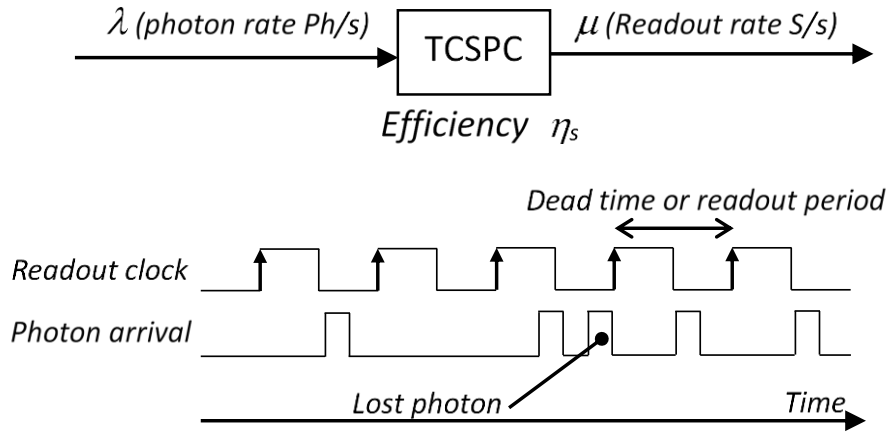 λ (photon rate Ph/s)
TCSPC
μ (Readout rate S/s)
Efficiency ηs
Dead time or readout period
Readout clock
Photon arrival
Lost photon
Time